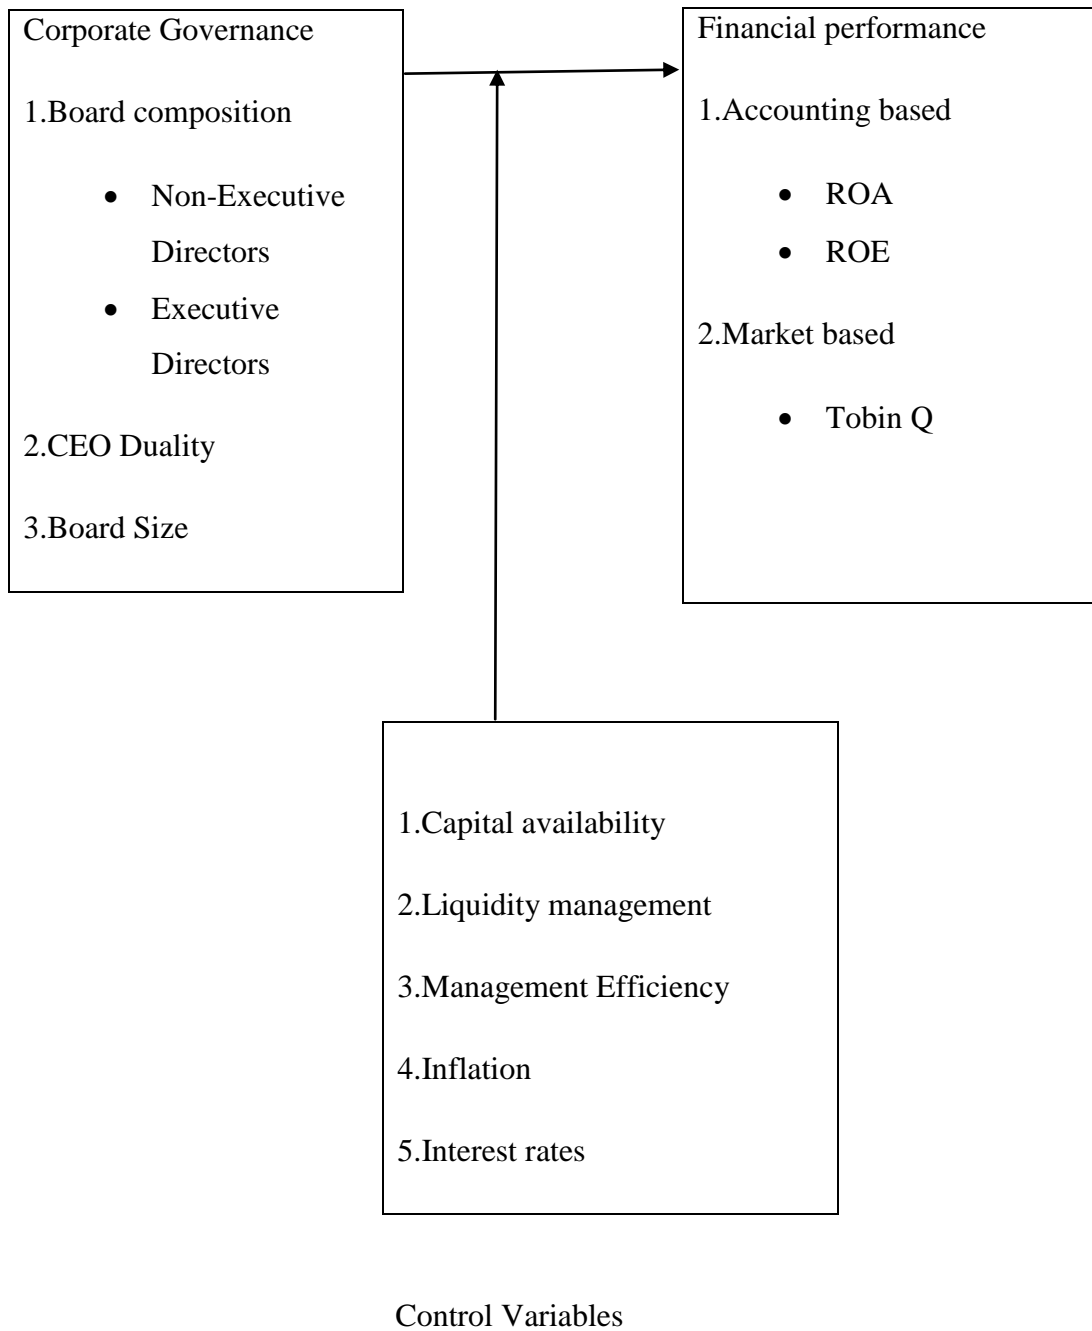 Corporate Governance
1.Board composition
• Non-Executive
Directors
• Executive
Directors
2.CEO Duality
3.Board Size
Financial performance
1.Accounting based
• ROA
• ROE
2.Market based
• Tobin Q
1.Capital availability
2.Liquidity management
3.Management Efficiency
4.Inflation
5.Interest rates
Control Variables